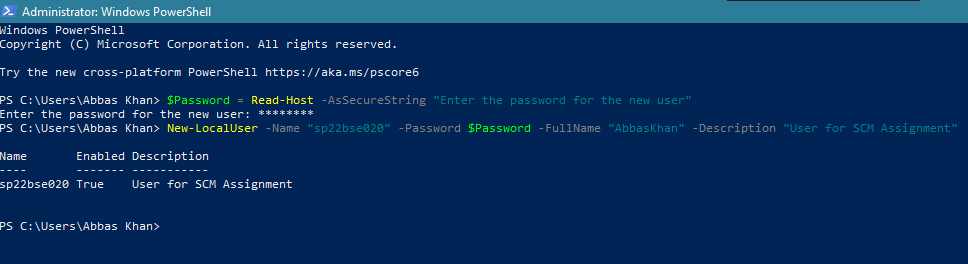 Administrator: Windows PowerShell
Windows PowerShell
Copyright (C) Microsoft Corporation. All rights reserved.
Try the new cross-platform PowerShell https://aka.ms/pscore6
PS C:\Users\Abbas Khan> $Password = Read-Host -AsSecureString "Enter the password for the new user"
Enter the password for the new user: ********
PS C:\Users\Abbas Khan> New-LocalUser -Name "sp22bse020" -Password $Password -FullName "AbbasKhan" -Description "User for SCM Assignment"
Name       Enabled Description
----       ------- -----------
sp22bse020 True    User for SCM Assignment
PS C:\Users\Abbas Khan>